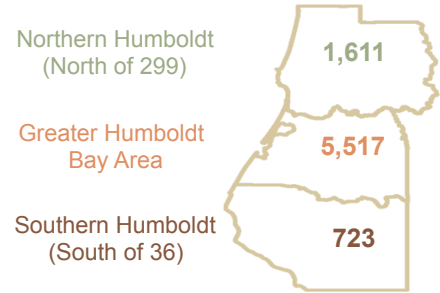 Northern Humboldt
(North of 299)
1,611
Greater Humboldt
Bay Area
5,517
Southern Humboldt
(South of 36)
723